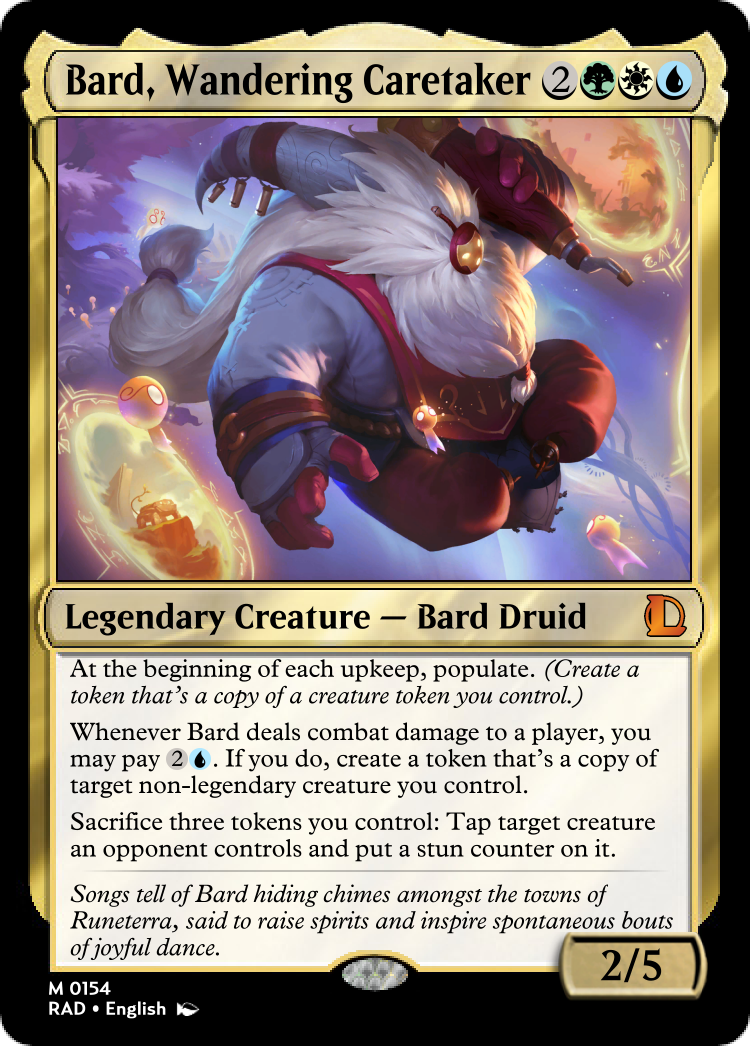 Bard, Wandering Caretaker 2
Legendary Creature — Bard Druid
At the beginning of each upkeep, populate. (Create a
token that's a copy of a creature token you control.)
Whenever Bard deals combat damage to a player, you
may pay 2. If you do, create a token that's a copy of
target non-legendary creature you control.
Sacrifice three tokens you control: Tap target creature
an opponent controls and put a stun counter on it.
Songs tell of Bard hiding chimes amongst the towns of
Runeterra, said to raise spirits and inspire spontaneous bouts
of joyful dance.
2/5
M 0154
RAD • English